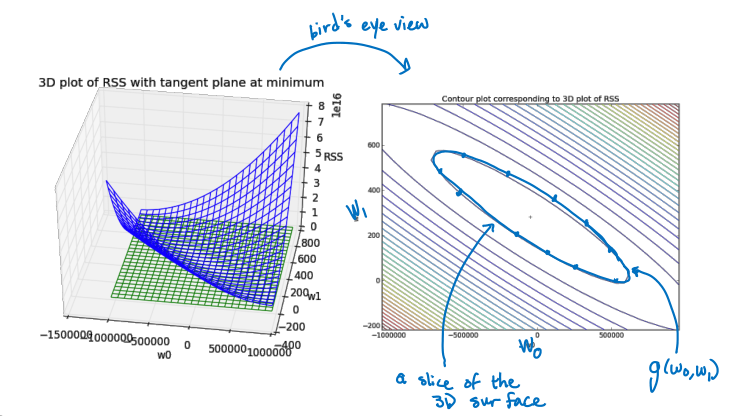 bird's eye view
3D plot of RSS with tangent plane at minimum
1e16
8
7
6
5
4
3
2
1
0
RSS
800
600
400
200
0
−200
−400
w1
−1500000
−1000000
−500000
0
500000
1000000
w0
Contour plot corresponding to 3D plot of RSS
600
400
200
0
−200
W1
−1000000
−500000
0
500000
W0
a slice of the
3D surface
g(w0,w1)